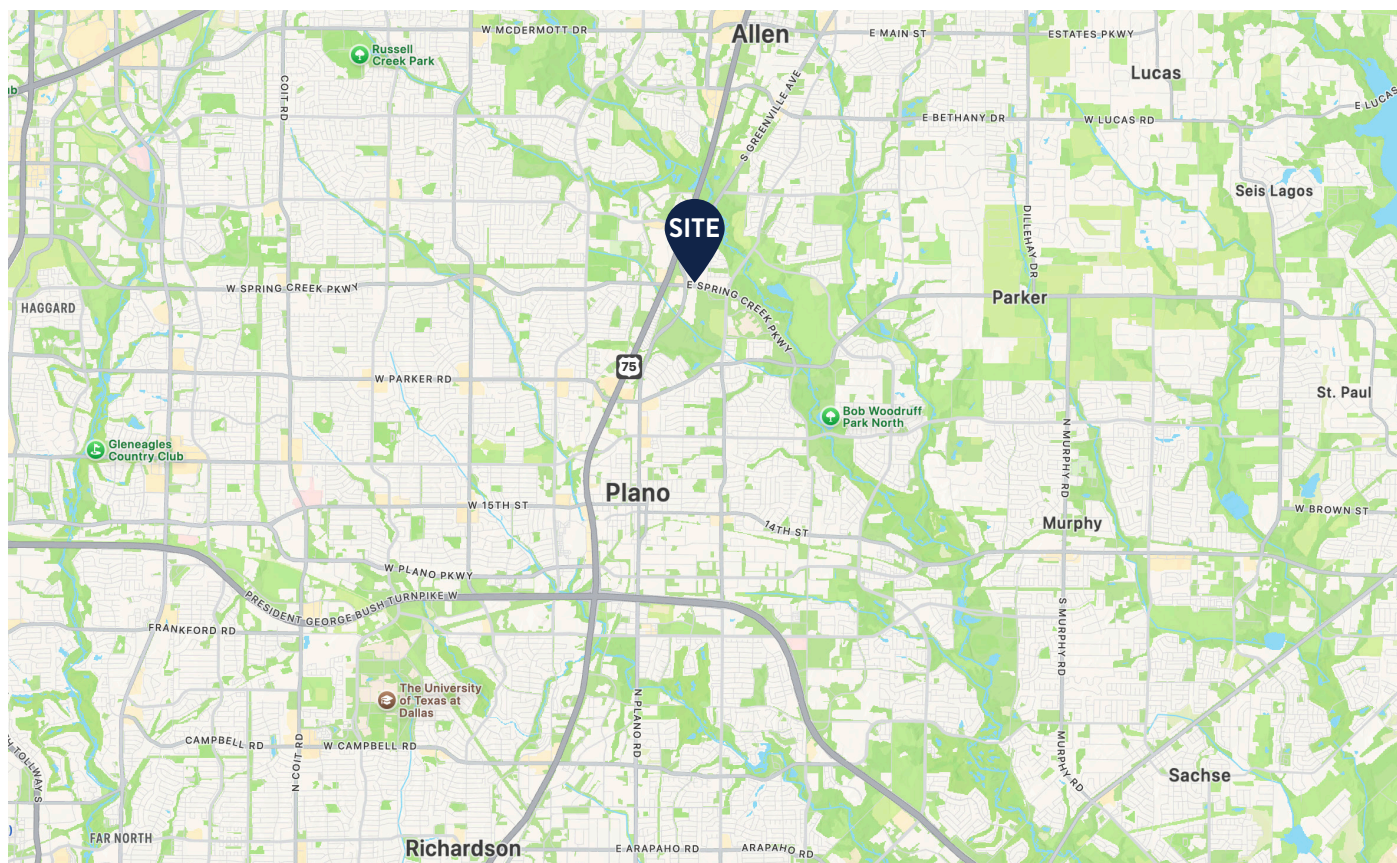 Allen
W MCDERMOTT DR
E MAIN ST
ESTATES PKWY
Russell
Creek Park
Lucas
COIT RD
S GREENVILLE AVE
E LUCAS
E BETHANY DR
W LUCAS RD
Seis Lagos
SITE
DILLEHAY DR
W SPRING CREEK PKWY
E SPRING CREEK PKWY
HAGGARD
Parker
75
W PARKER RD
St. Paul
Bob Woodruff
Park North
Gleneagles
Country Club
N MURPHY RD
Plano
W 15TH ST
14TH ST
Murphy
W BROWN ST
W PLANO PKWY
PRESIDENT GEORGE BUSH TURNPIKE W
FRANKFORD RD
S MURPHY RD
The University
of Texas at
Dallas
N PLANO RD
CAMPBELL RD
W CAMPBELL RD
N COIT RD
MURPHY RD
TOLLWAY S
Sachse
FAR NORTH
Richardson
E ARAPAHO RD
ARAPAHO RD